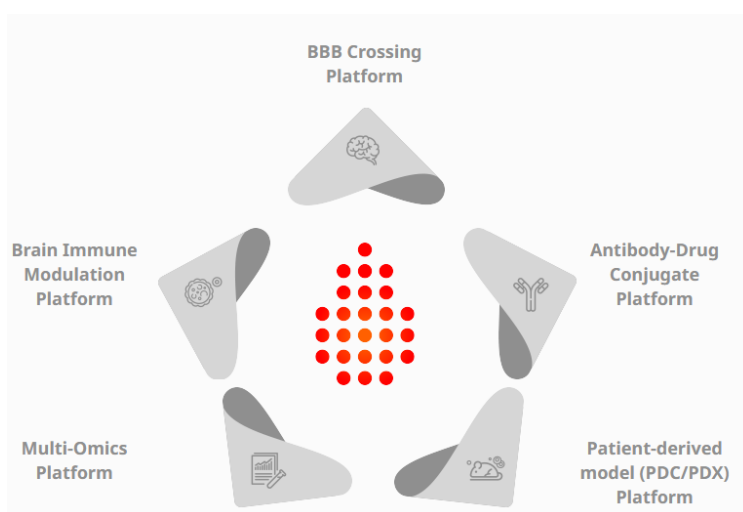 BBB Crossing
Platform
Brain Immune
Modulation
Platform
Antibody-Drug
Conjugate
Platform
Multi-Omics
Platform
Patient-derived
model (PDC/PDX)
Platform